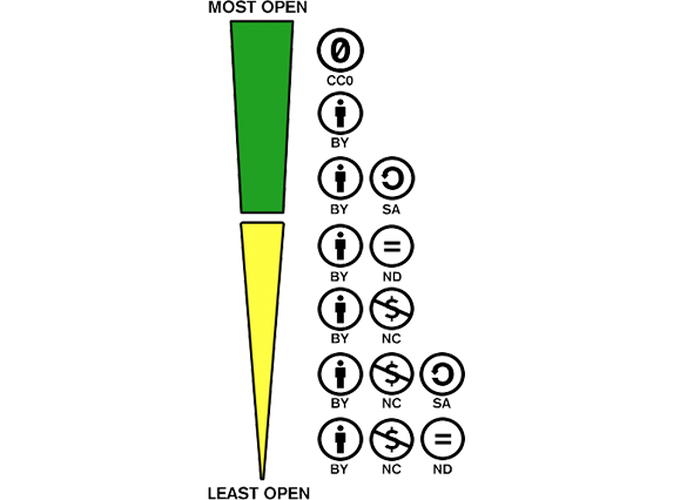 MOST OPEN
CC0
BY
BY SA
BY ND
BY NC
BY NC SA
BY NC ND
LEAST OPEN